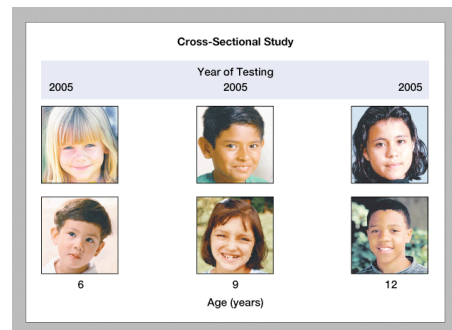 Cross-Sectional Study
Year of Testing
2005 2005 2005
6 9 12
Age (years)